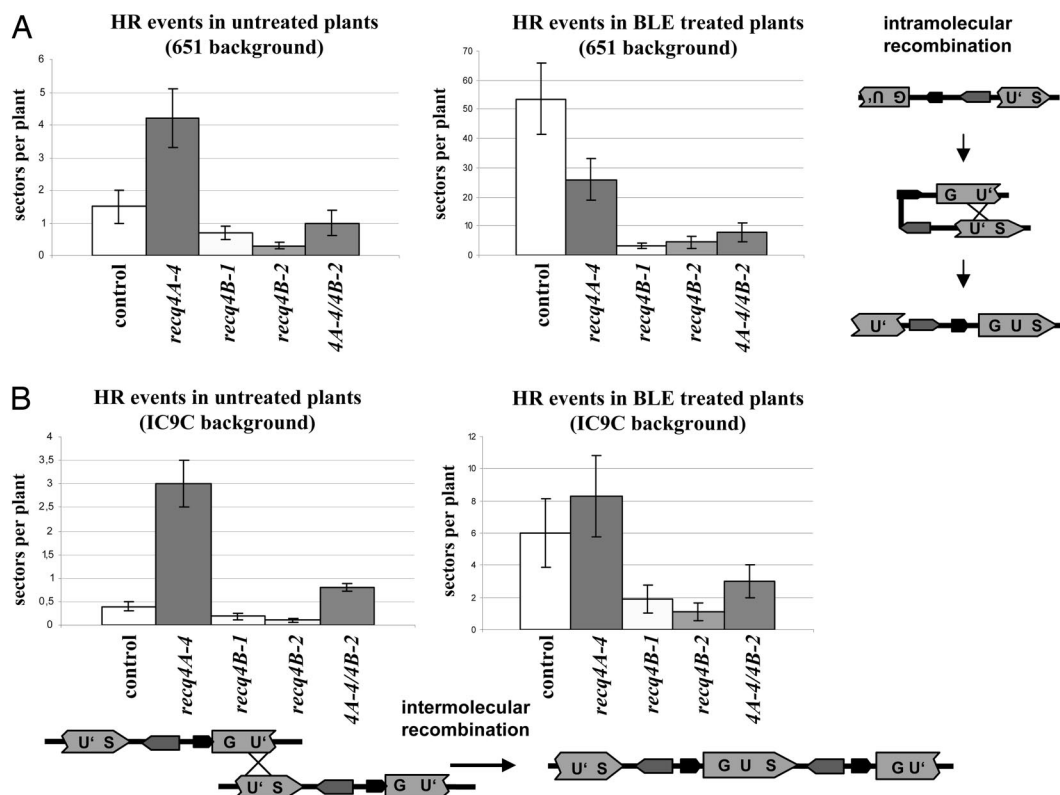 A
HR events in untreated plants
(651 background)
sectors per plant
6
5
4
3
2
1
0
control
recq4A-4
recq4B-1
recq4B-2
4A-4/4B-2
HR events in BLE treated plants
(651 background)
sectors per plant
70
60
50
40
30
20
10
0
control
recq4A-4
recq4B-1
recq4B-2
4A-4/4B-2
intramolecular
recombination
G U' U' S
G U'
U' S
U' G U S
B
HR events in untreated plants
(IC9C background)
sectors per plant
4
3,5
3
2,5
2
1,5
1
0,5
0
control
recq4A-4
recq4B-1
recq4B-2
4A-4/4B-2
HR events in BLE treated plants
(IC9C background)
sectors per plant
12
10
8
6
4
2
0
control
recq4A-4
recq4B-1
recq4B-2
4A-4/4B-2
intermolecular
recombination
U' S G U'
U' S G U'
U' S G U S G U'